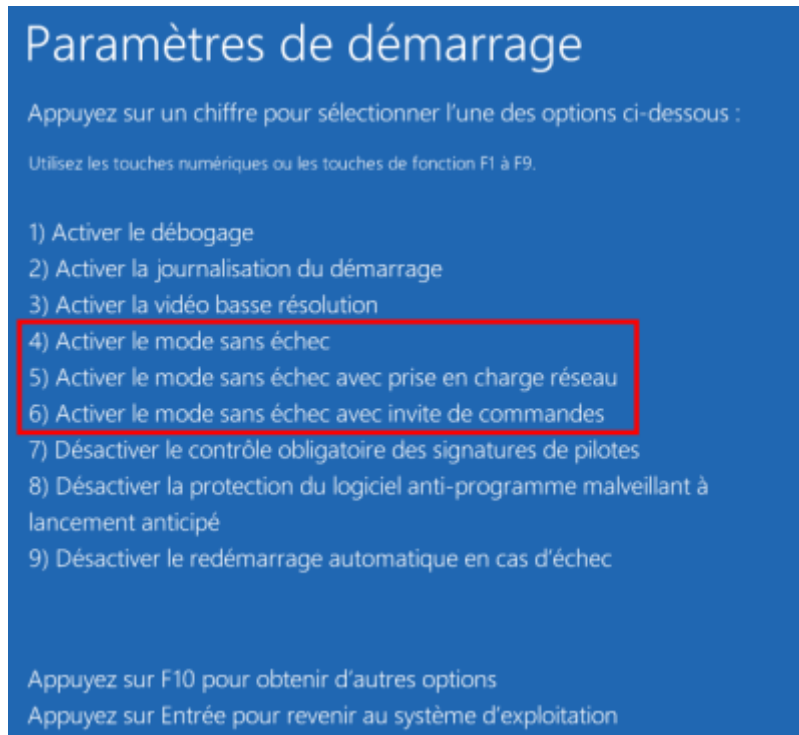 Paramètres de démarrage
Appuyez sur un chiffre pour sélectionner l'une des options ci-dessous :
Utilisez les touches numériques ou les touches de fonction F1 à F9.
1) Activer le débogage
2) Activer la journalisation du démarrage
3) Activer la vidéo basse résolution
4) Activer le mode sans échec
5) Activer le mode sans échec avec prise en charge réseau
6) Activer le mode sans échec avec invite de commandes
7) Désactiver le contrôle obligatoire des signatures de pilotes
8) Désactiver la protection du logiciel anti-programme malveillant à
lancement anticipé
9) Désactiver le redémarrage automatique en cas d'échec
Appuyez sur F10 pour obtenir d'autres options
Appuyez sur Entrée pour revenir au système d'exploitation